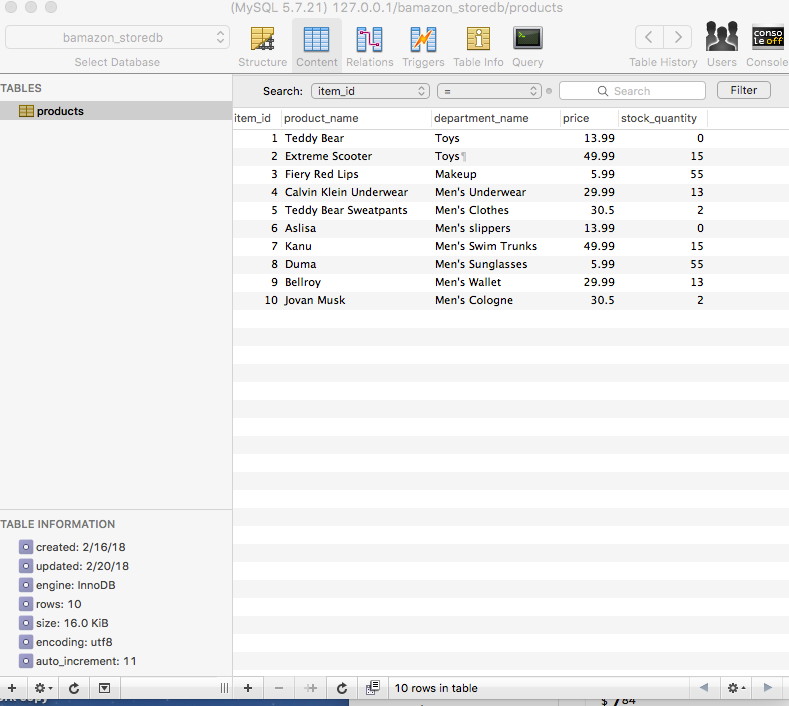 (MySQL 5.7.21) 127.0.0.1/bamazon_storedb/products
bamazon_storedb
Select Database
Structure Content Relations Triggers Table Info Query
Table History Users Console
conso
le off
TABLES
products
Search: item_id = Search Filter
item_id product_name department_name price stock_quantity
1 Teddy Bear Toys 13.99 0
2 Extreme Scooter Toys¶ 49.99 15
3 Fiery Red Lips Makeup 5.99 55
4 Calvin Klein Underwear Men's Underwear 29.99 13
5 Teddy Bear Sweatpants Men's Clothes 30.5 2
6 Aslisa Men's slippers 13.99 0
7 Kanu Men's Swim Trunks 49.99 15
8 Duma Men's Sunglasses 5.99 55
9 Bellroy Men's Wallet 29.99 13
10 Jovan Musk Men's Cologne 30.5 2
TABLE INFORMATION
created: 2/16/18
updated: 2/20/18
engine: InnoDB
rows: 10
size: 16.0 KiB
encoding: utf8
auto_increment: 11
10 rows in table
copy
$ 7 84